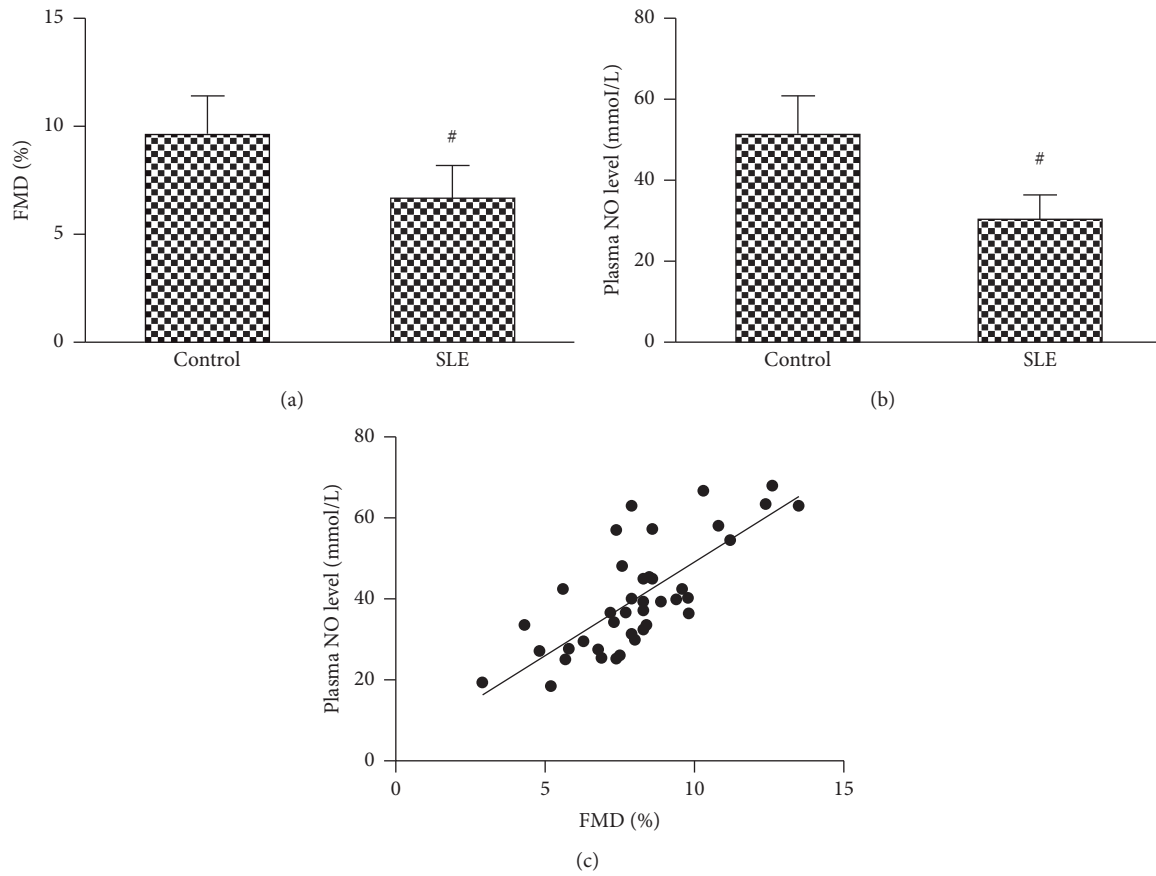 15
10
5
0
FMD (%)
#
Control
SLE
(a)
80
60
40
20
0
Plasma NO level (mmol/L)
#
Control
SLE
(b)
80
60
40
20
0
Plasma NO level (mmol/L)
0
5
10
15
FMD (%)
(c)